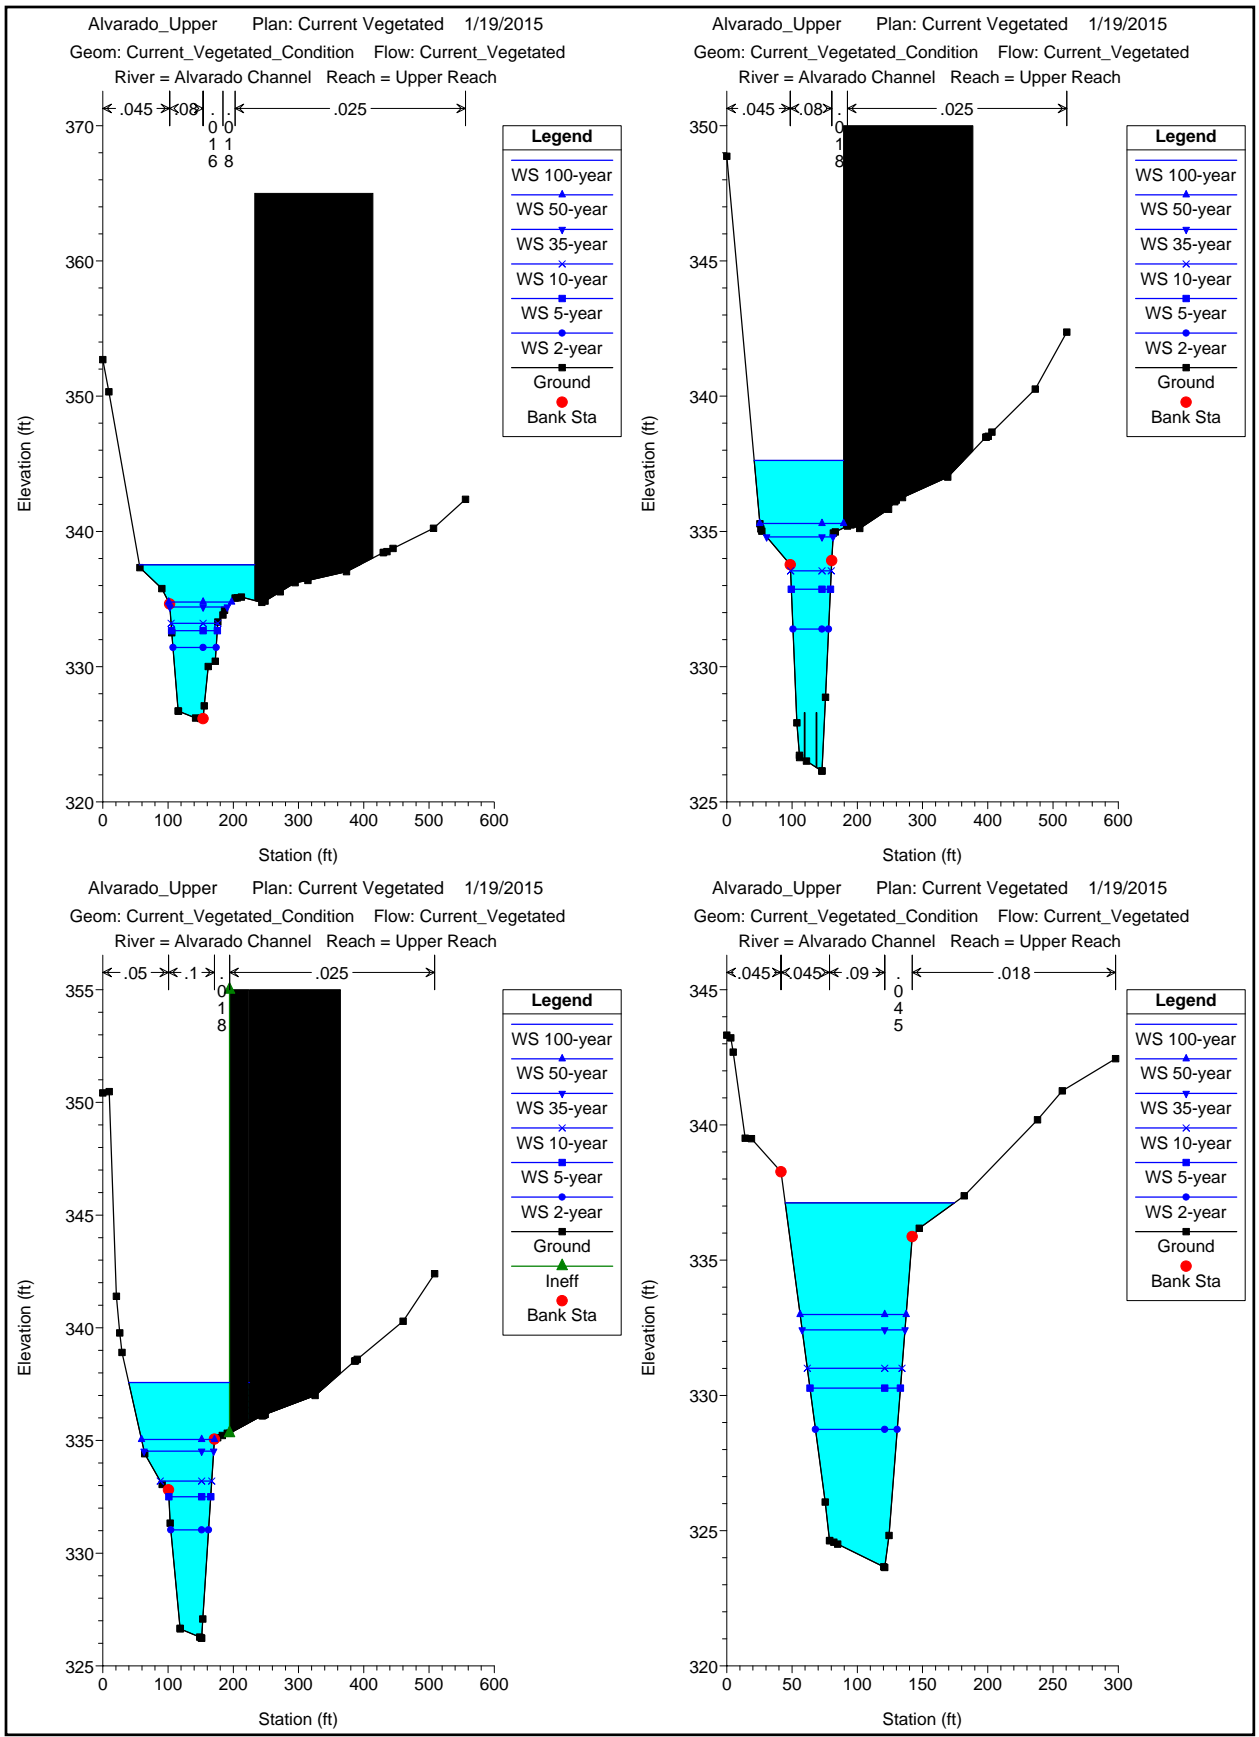 Alvarado_Upper Plan: Current Vegetated 1/19/2015
Geom: Current_Vegetated_Condition Flow: Current_Vegetated
River = Alvarado Channel Reach = Upper Reach
.045 .08 .016 .018 .025
370
360
350
340
330
320
Elevation (ft)
0 100 200 300 400 500 600
Station (ft)
Legend
WS 100-year
WS 50-year
WS 35-year
WS 10-year
WS 5-year
WS 2-year
Ground
Bank Sta
Alvarado_Upper Plan: Current Vegetated 1/19/2015
Geom: Current_Vegetated_Condition Flow: Current_Vegetated
River = Alvarado Channel Reach = Upper Reach
.045 .08 .018 .025
350
345
340
335
330
325
Elevation (ft)
0 100 200 300 400 500 600
Station (ft)
Legend
WS 100-year
WS 50-year
WS 35-year
WS 10-year
WS 5-year
WS 2-year
Ground
Bank Sta
Alvarado_Upper Plan: Current Vegetated 1/19/2015
Geom: Current_Vegetated_Condition Flow: Current_Vegetated
River = Alvarado Channel Reach = Upper Reach
.05 .1 .018 .025
355
350
345
340
335
330
325
Elevation (ft)
0 100 200 300 400 500 600
Station (ft)
Legend
WS 100-year
WS 50-year
WS 35-year
WS 10-year
WS 5-year
WS 2-year
Ground
Ineff
Bank Sta
Alvarado_Upper Plan: Current Vegetated 1/19/2015
Geom: Current_Vegetated_Condition Flow: Current_Vegetated
River = Alvarado Channel Reach = Upper Reach
.045 .045 .09 .045 .018
345
340
335
330
325
320
Elevation (ft)
0 50 100 150 200 250 300
Station (ft)
Legend
WS 100-year
WS 50-year
WS 35-year
WS 10-year
WS 5-year
WS 2-year
Ground
Bank Sta